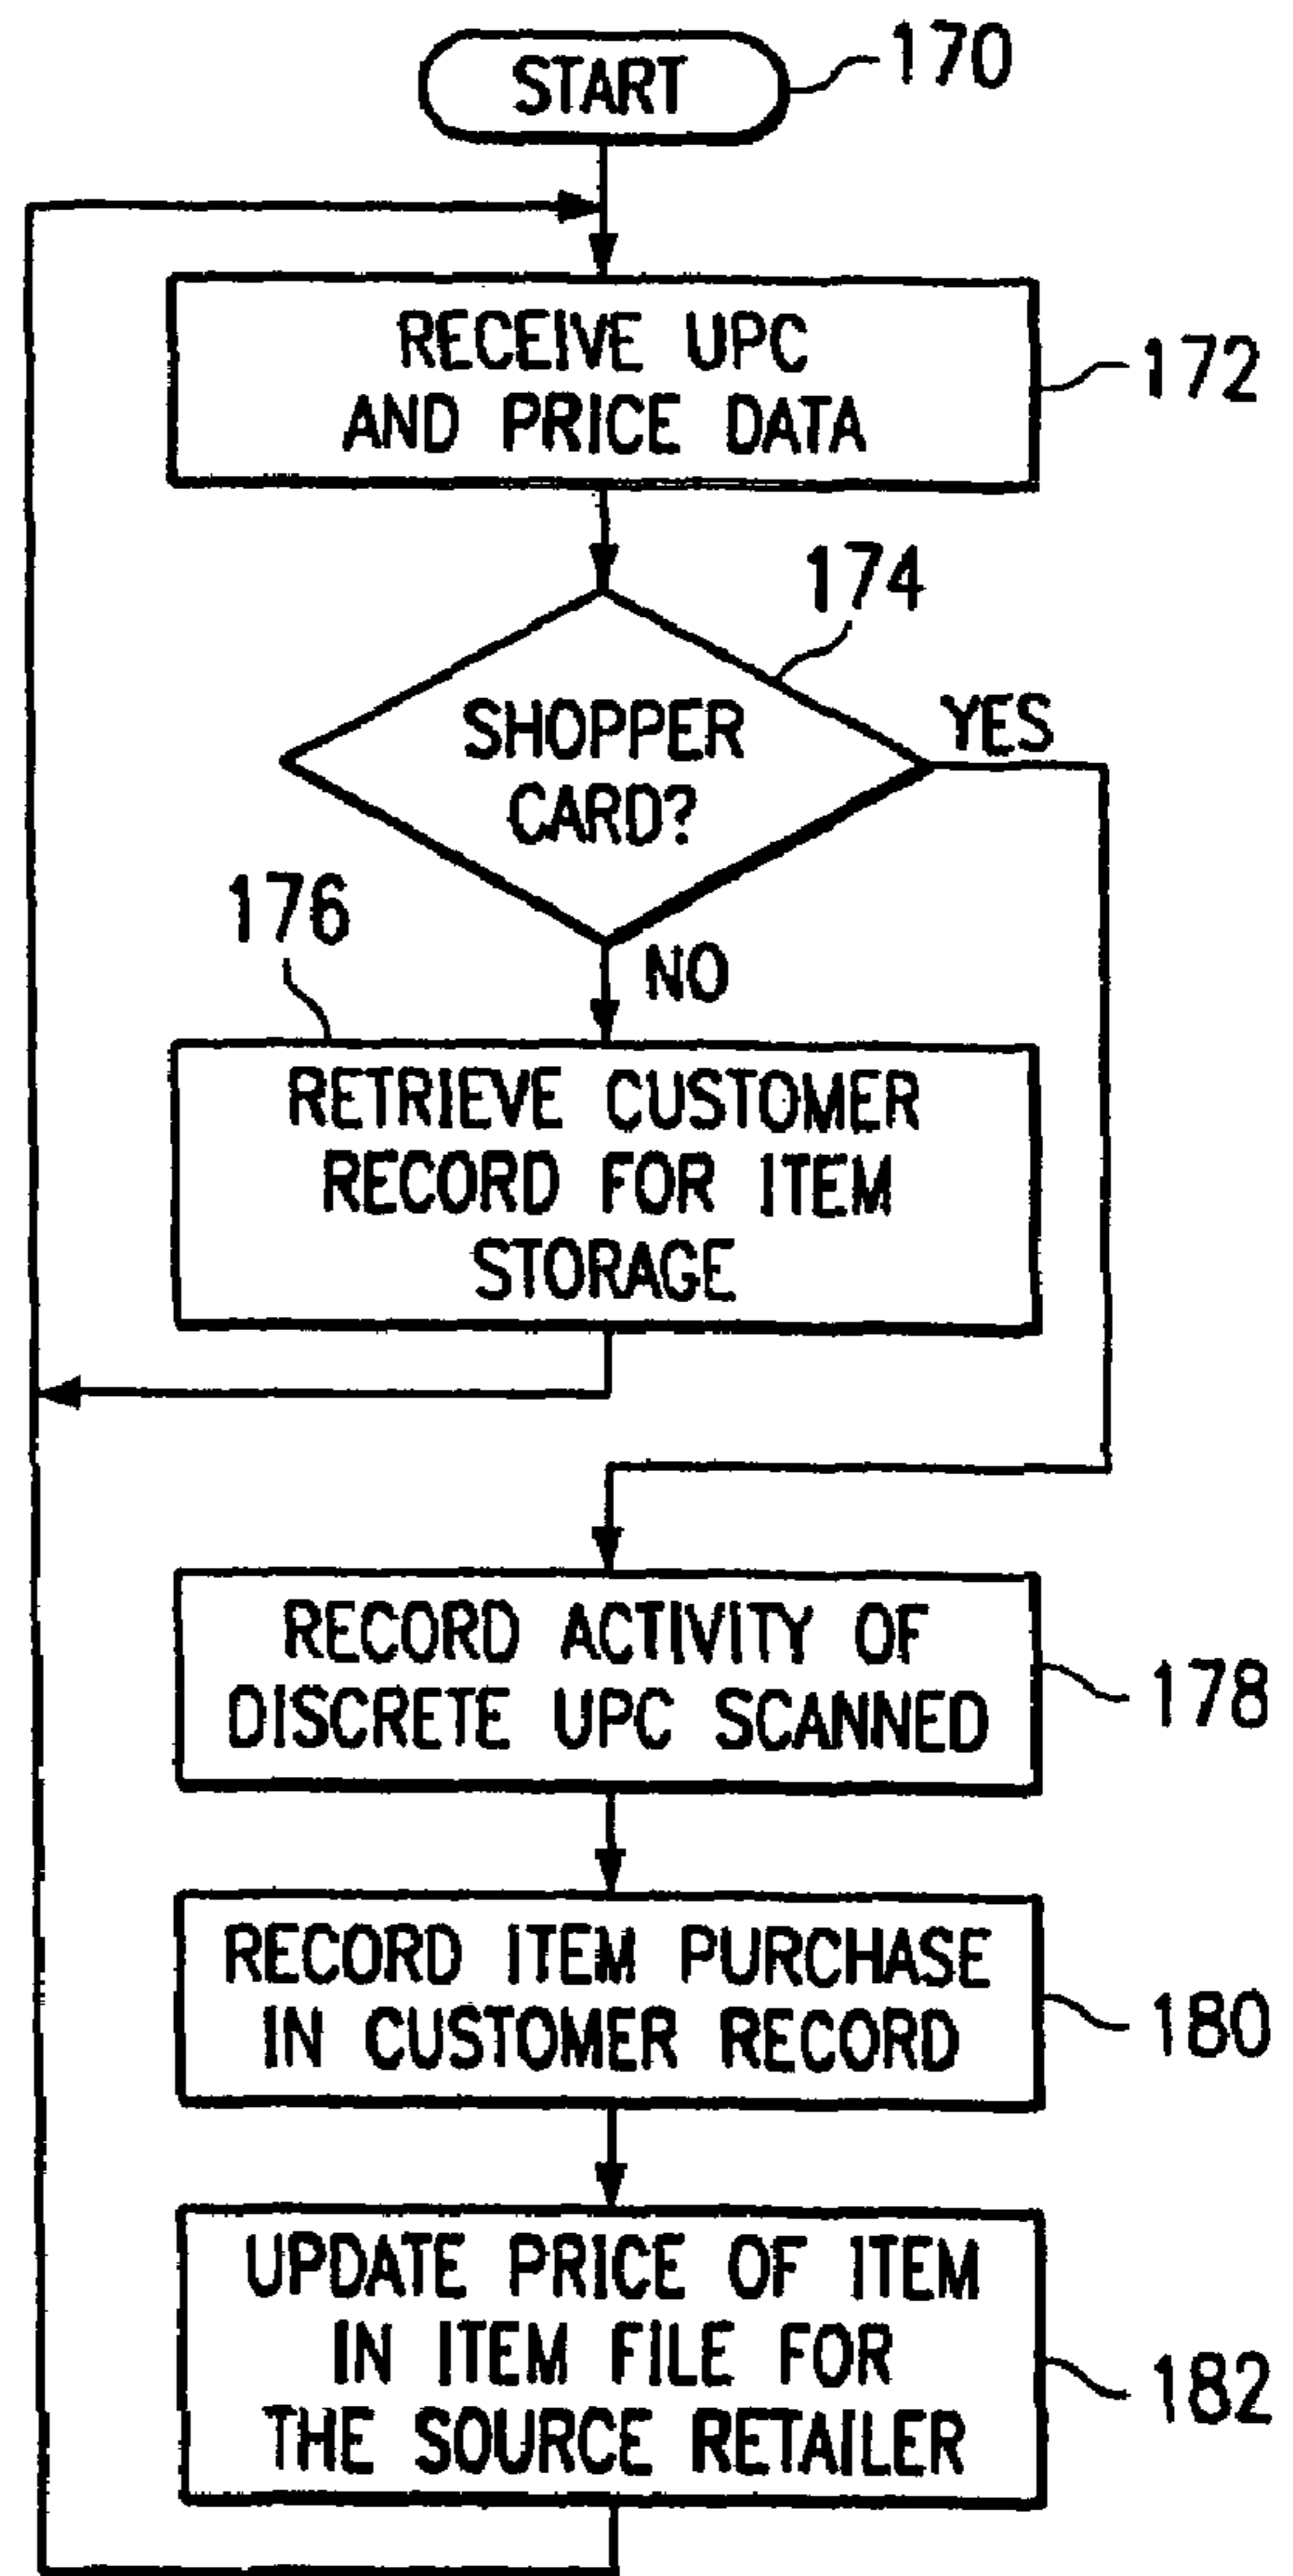 START
170
RECEIVE UPC
AND PRICE DATA
172
174
SHOPPER
CARD?
YES
NO
176
RETRIEVE CUSTOMER
RECORD FOR ITEM
STORAGE
RECORD ACTIVITY OF
DISCRETE UPC SCANNED
178
RECORD ITEM PURCHASE
IN CUSTOMER RECORD
180
UPDATE PRICE OF ITEM
IN ITEM FILE FOR
THE SOURCE RETAILER
182